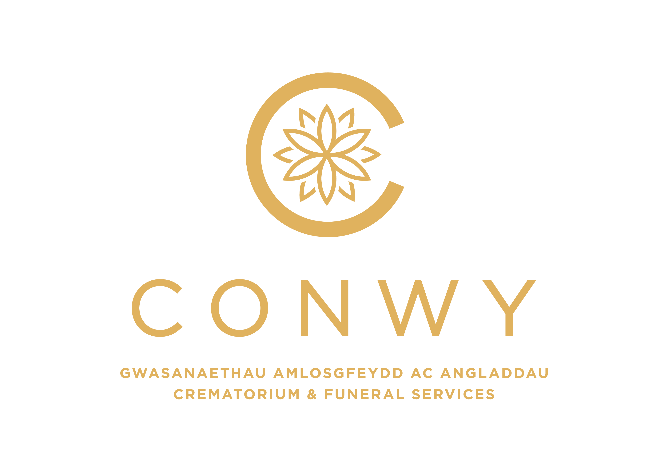 CONWY
GWASANAETHAU AMLOSGFEYDD AC ANGLADDAU
CREMATORIUM & FUNERAL SERVICES